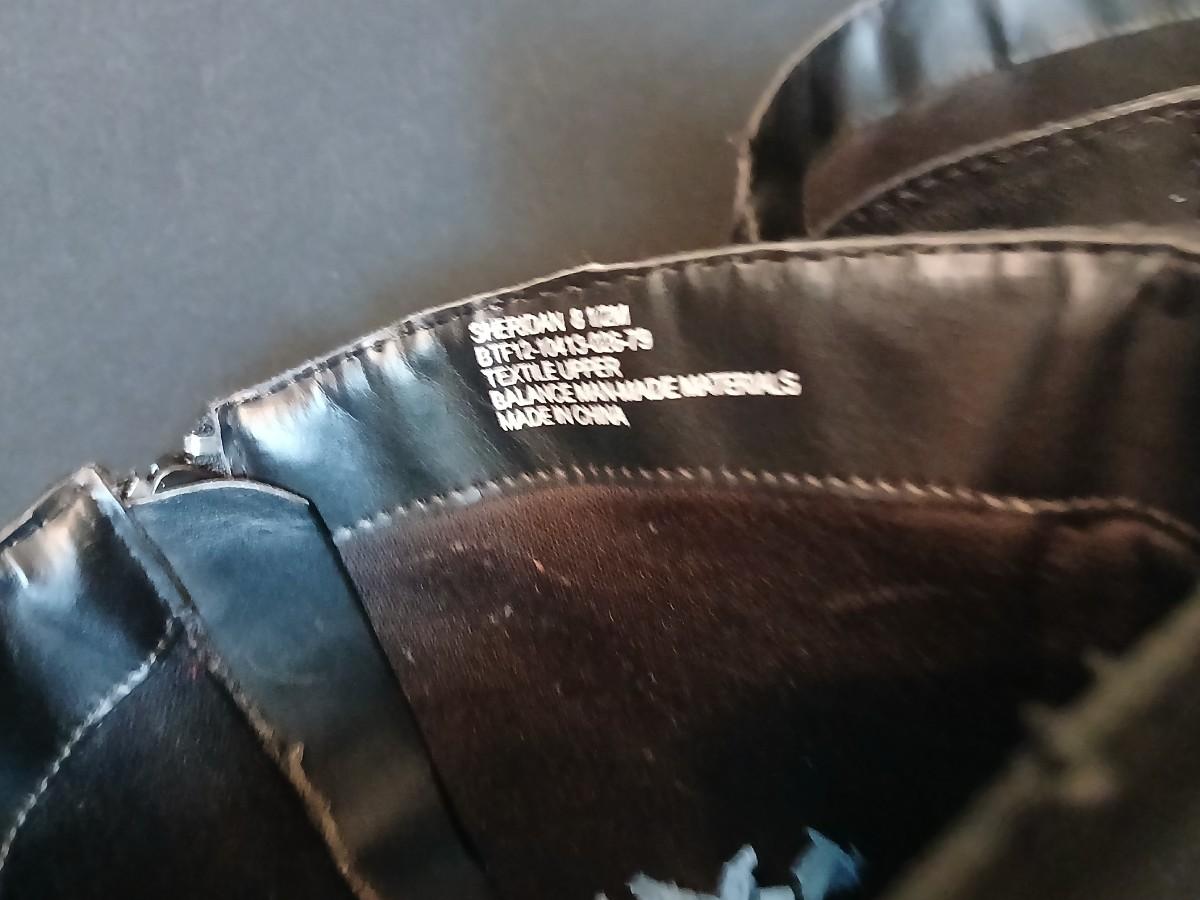 SHERIDAN 8 1/2M
BTF12-10413-026-79
TEXTILE UPPER
BALANCE MAN-MADE MATERIALS
MADE IN CHINA